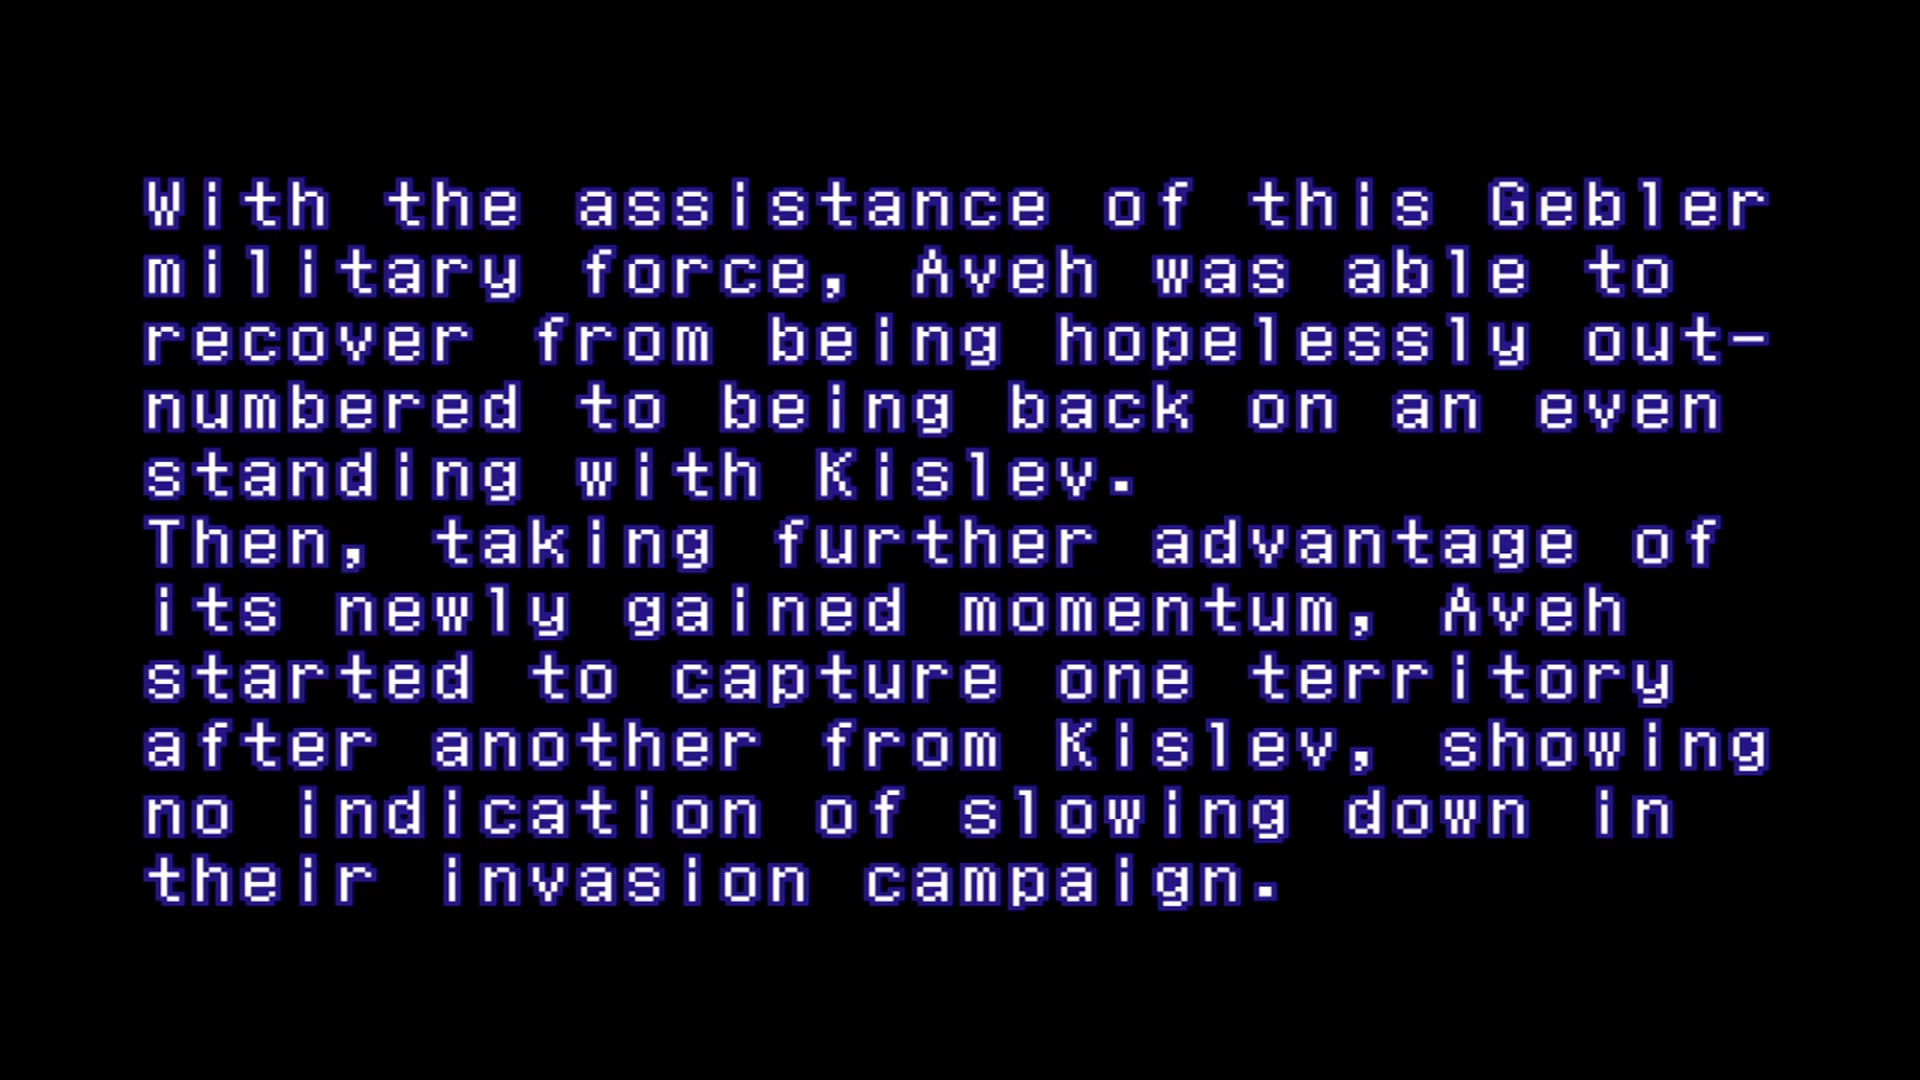 With the assistance of this Gebler
military force, Aveh was able to
recover from being hopelessly out-
numbered to being back on an even
standing with Kislev.
Then, taking further advantage of
its newly gained momentum, Aveh
started to capture one territory
after another from Kislev, showing
no indication of slowing down in
their invasion campaign.